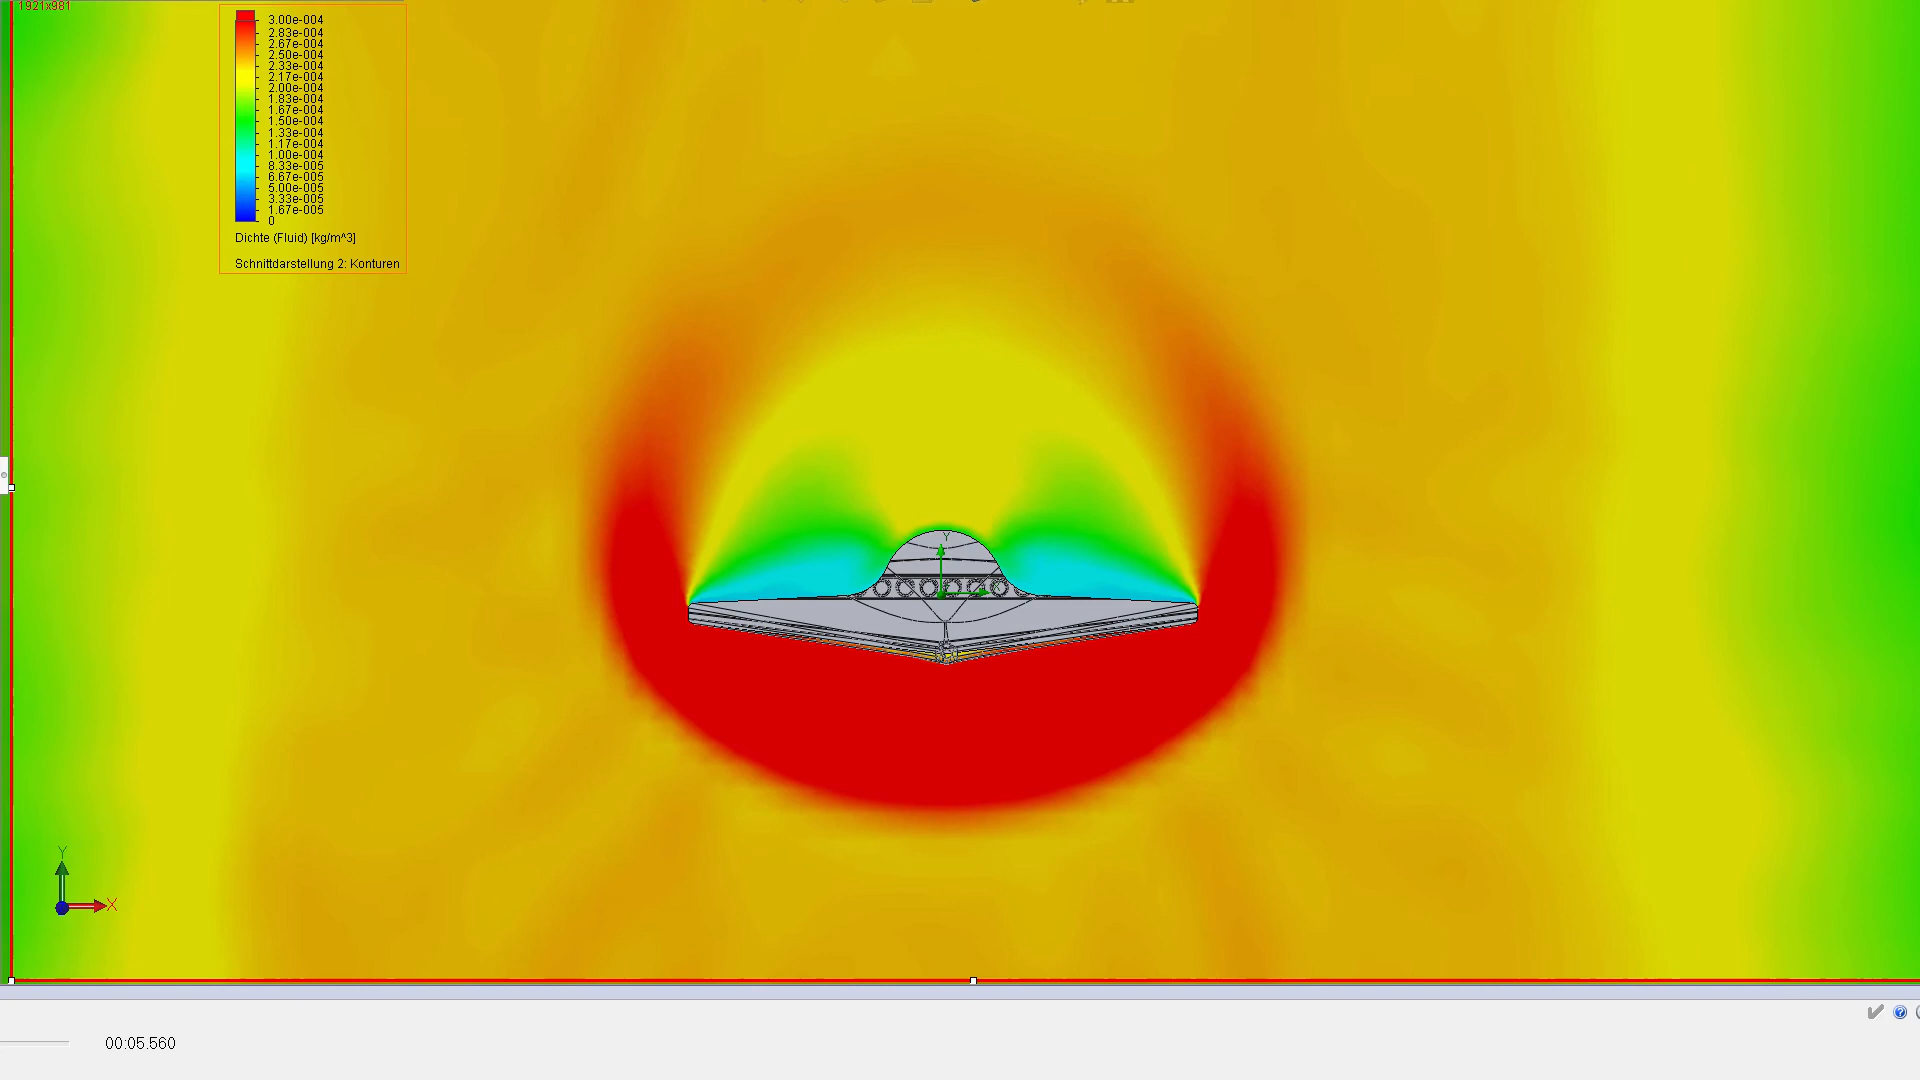 1921x981
3.00e-004
2.83e-004
2.67e-004
2.50e-004
2.33e-004
2.17e-004
2.00e-004
1.83e-004
1.67e-004
1.50e-004
1.33e-004
1.17e-004
1.00e-004
8.33e-005
6.67e-005
5.00e-005
3.33e-005
1.67e-005
0
Dichte (Fluid) [kg/m^3]
Schnittdarstellung 2: Konturen
Y
Y
X
?
00:05.560